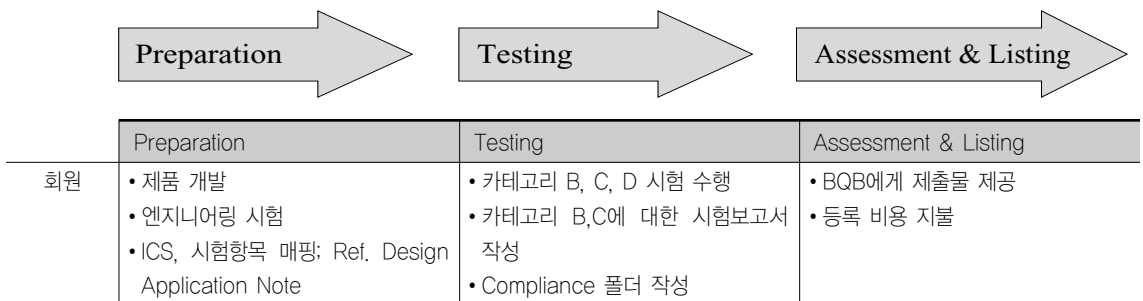 Preparation
Testing
Assessment & Listing
Preparation
Testing
Assessment & Listing
회원
• 제품 개발
• 엔지니어링 시험
• ICS, 시험항목 매핑; Ref. Design
Application Note
• 카테고리 B, C, D 시험 수행
• 카테고리 B,C에 대한 시험보고서
작성
• Compliance 폴더 작성
• BQB에게 제출물 제공
• 등록 비용 지불